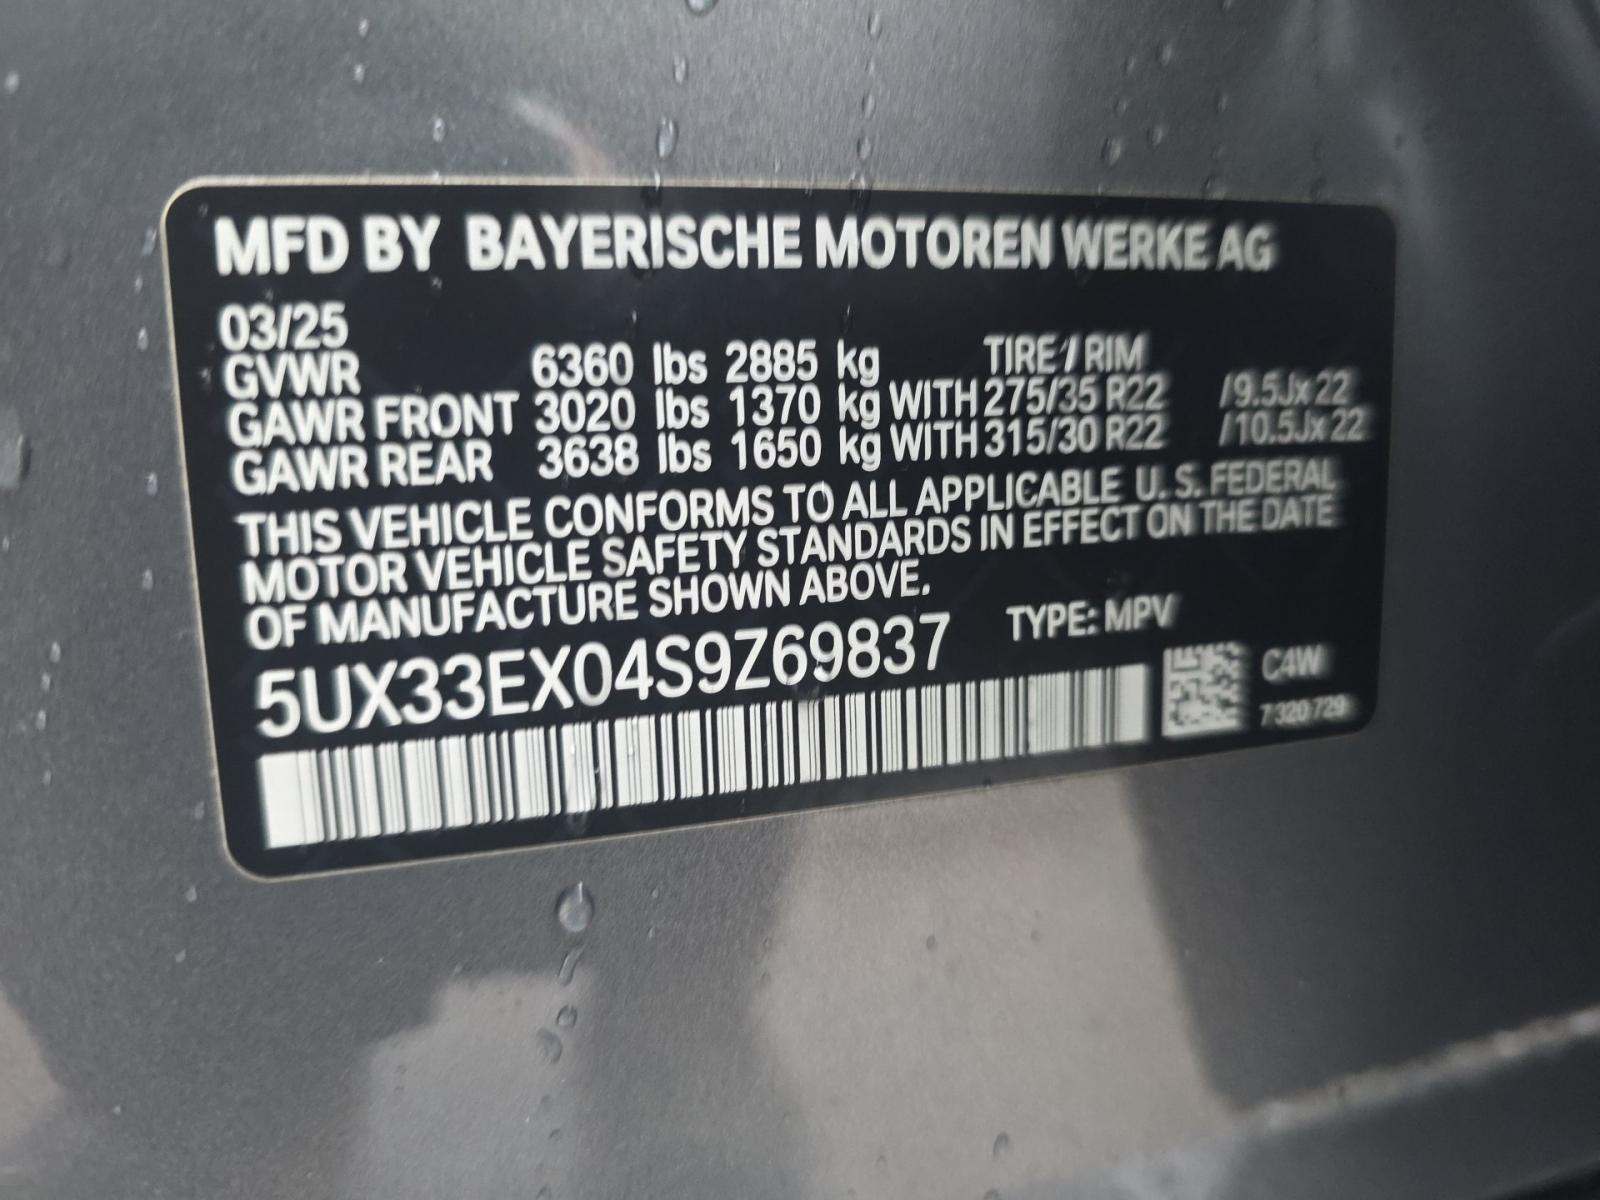 MFD BY BAYERISCHE MOTOREN WERKE AG
03/25
GVWR 6360 lbs 2885 kg TIRE / RIM
GAWR FRONT 3020 lbs 1370 kg WITH 275/35 R22 /9.5Jx22
GAWR REAR 3638 lbs 1650 kg WITH 315/30 R22 /10.5Jx22
THIS VEHICLE CONFORMS TO ALL APPLICABLE U.S. FEDERAL
MOTOR VEHICLE SAFETY STANDARDS IN EFFECT ON THE DATE
OF MANUFACTURE SHOWN ABOVE.
5UX33EX04S9Z69837 TYPE: MPV
C4W
7 320 729